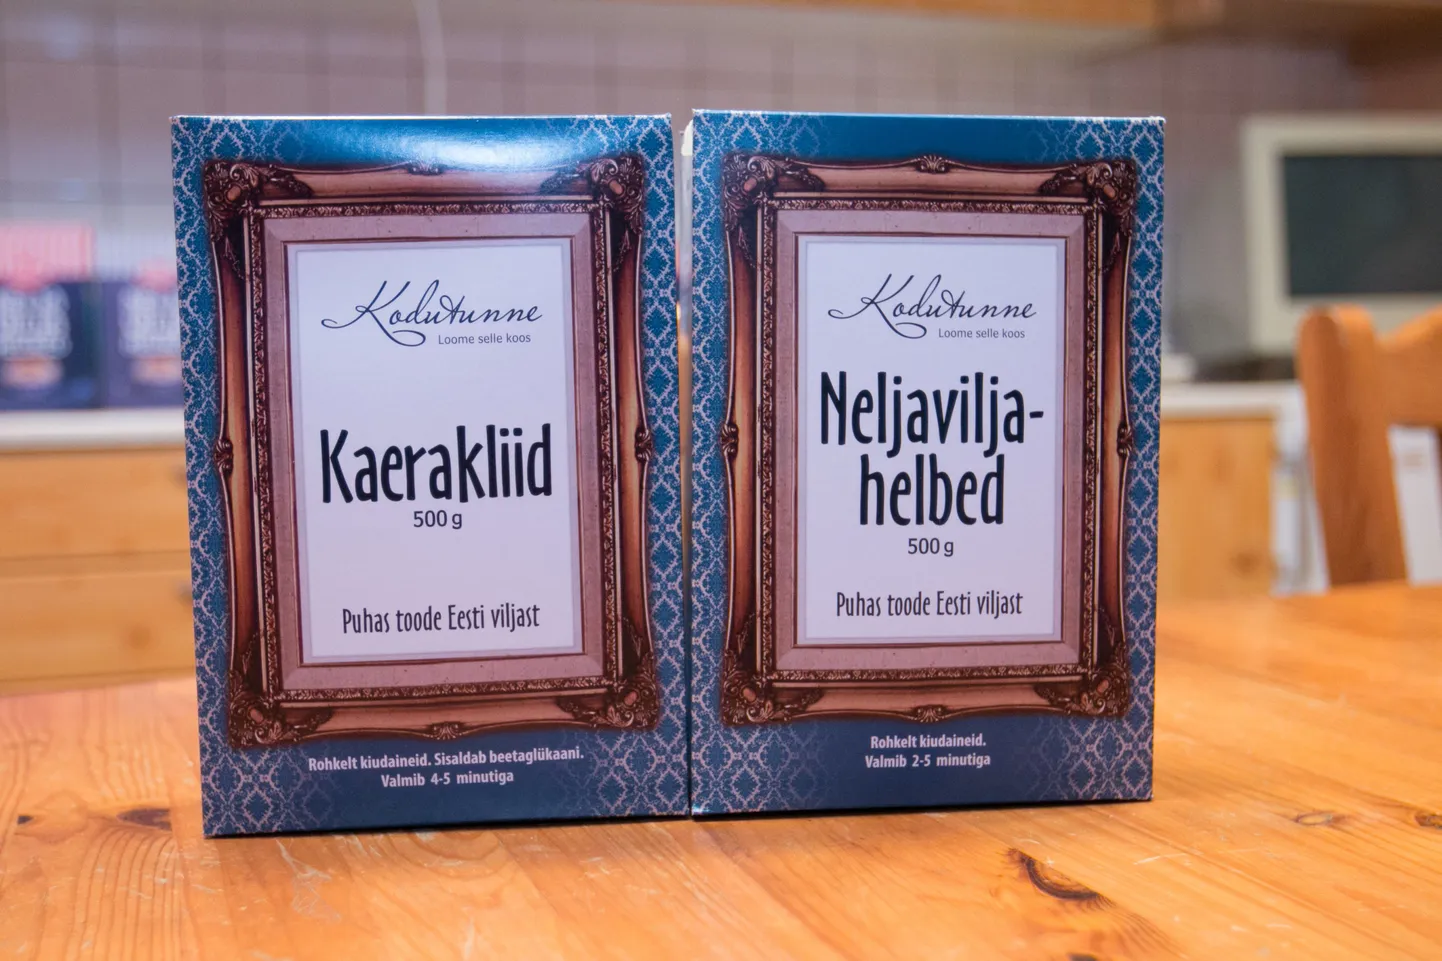 Kodutunne
Loome selle koos
Kaerakliid
500 g
Puhas toode Eesti viljast
Rohkelt kiudaineid. Sisaldab beetaglükaani.
Valmib 4-5 minutiga
Kodutunne
Loome selle koos
Neljavilja-
helbed
500 g
Puhas toode Eesti viljast
Rohkelt kiudaineid.
Valmib 2-5 minutiga